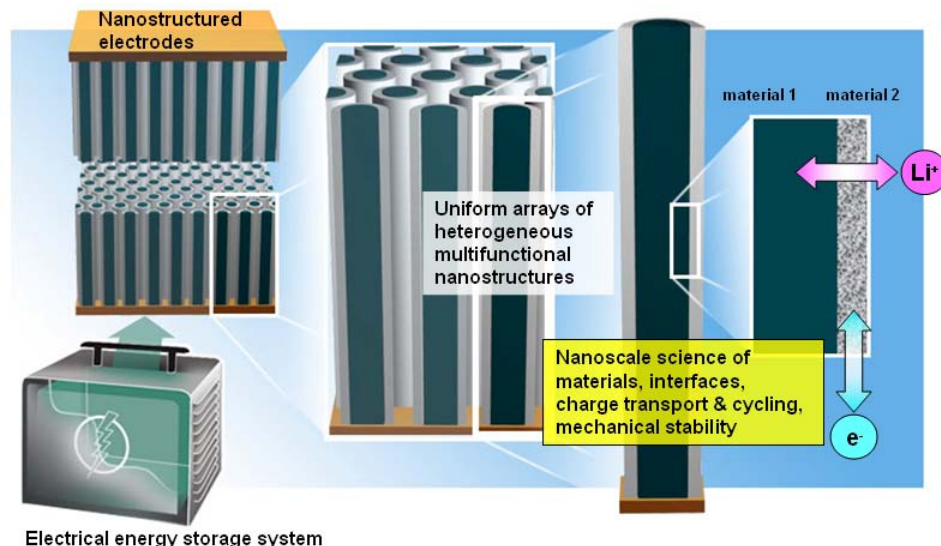 Nanostructured
electrodes
material 1
material 2
Li+
Uniform arrays of
heterogeneous
multifunctional
nanostructures
Nanoscale science of
materials, interfaces,
charge transport & cycling,
mechanical stability
e-
Electrical energy storage system